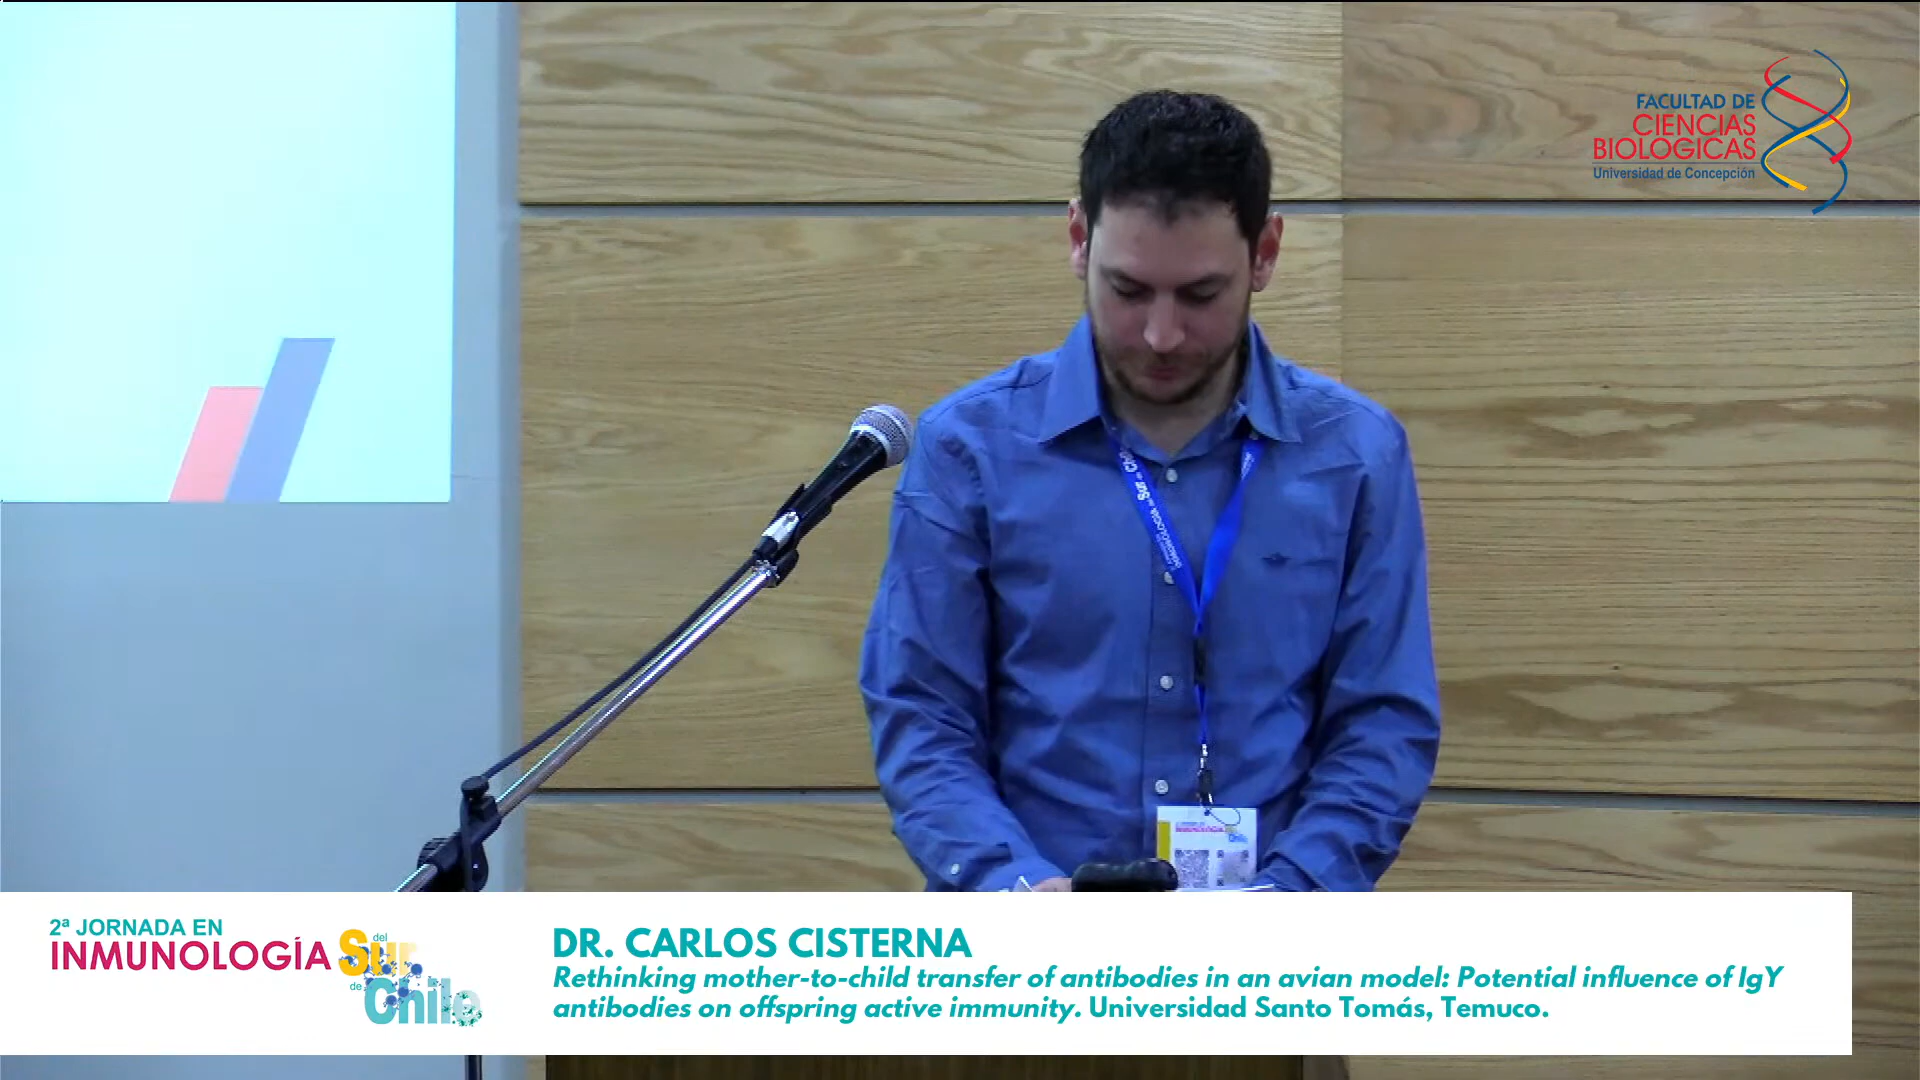 FACULTAD DE
CIENCIAS
BIOLOGICAS
Universidad de Concepción
2ª JORNADA EN
INMUNOLOGÍA
del
Sur
de
Chile
DR. CARLOS CISTERNA
Rethinking mother-to-child transfer of antibodies in an avian model: Potential influence of IgY
antibodies on offspring active immunity. Universidad Santo Tomás, Temuco.